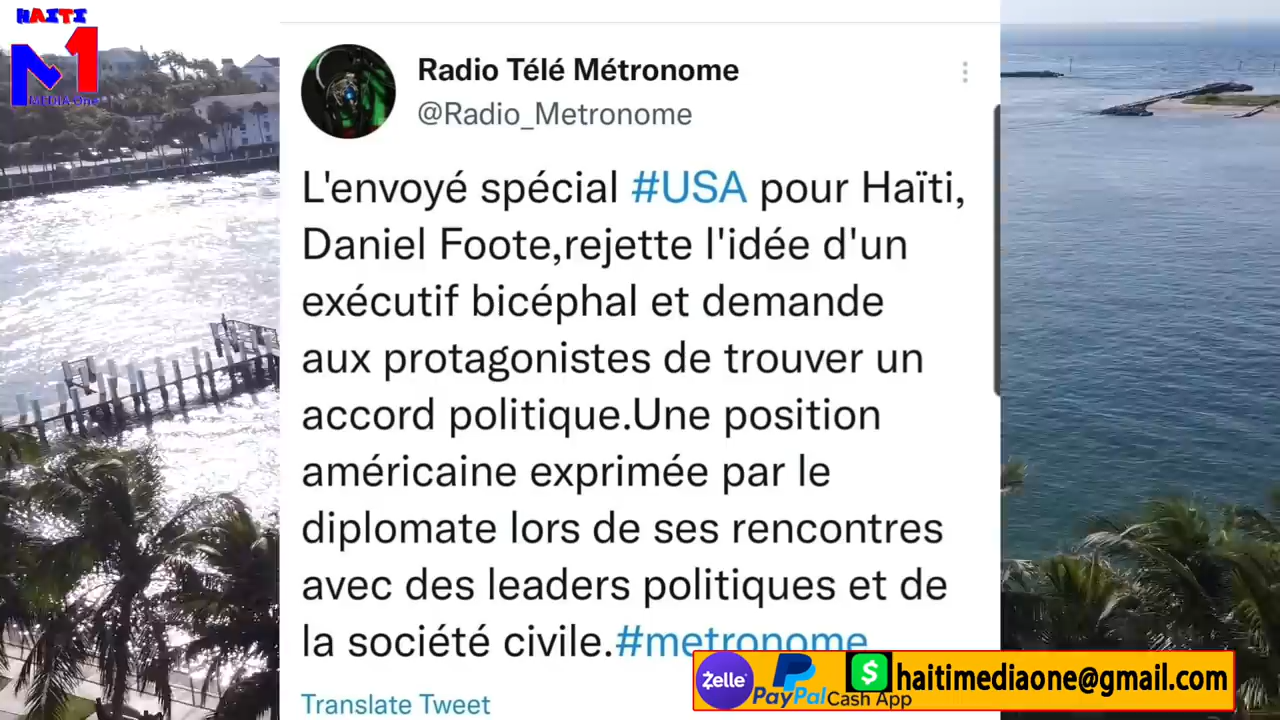 HAITI
MEDIA One
Radio Télé Métronome
@Radio_Metronome
L'envoyé spécial #USA pour Haïti,
Daniel Foote,rejette l'idée d'un
exécutif bicéphal et demande
aux protagonistes de trouver un
accord politique.Une position
américaine exprimée par le
diplomate lors de ses rencontres
avec des leaders politiques et de
la société civile.#metronome
Translate Tweet
Zelle
PayPal
$
Cash App
haitimediaone@gmail.com